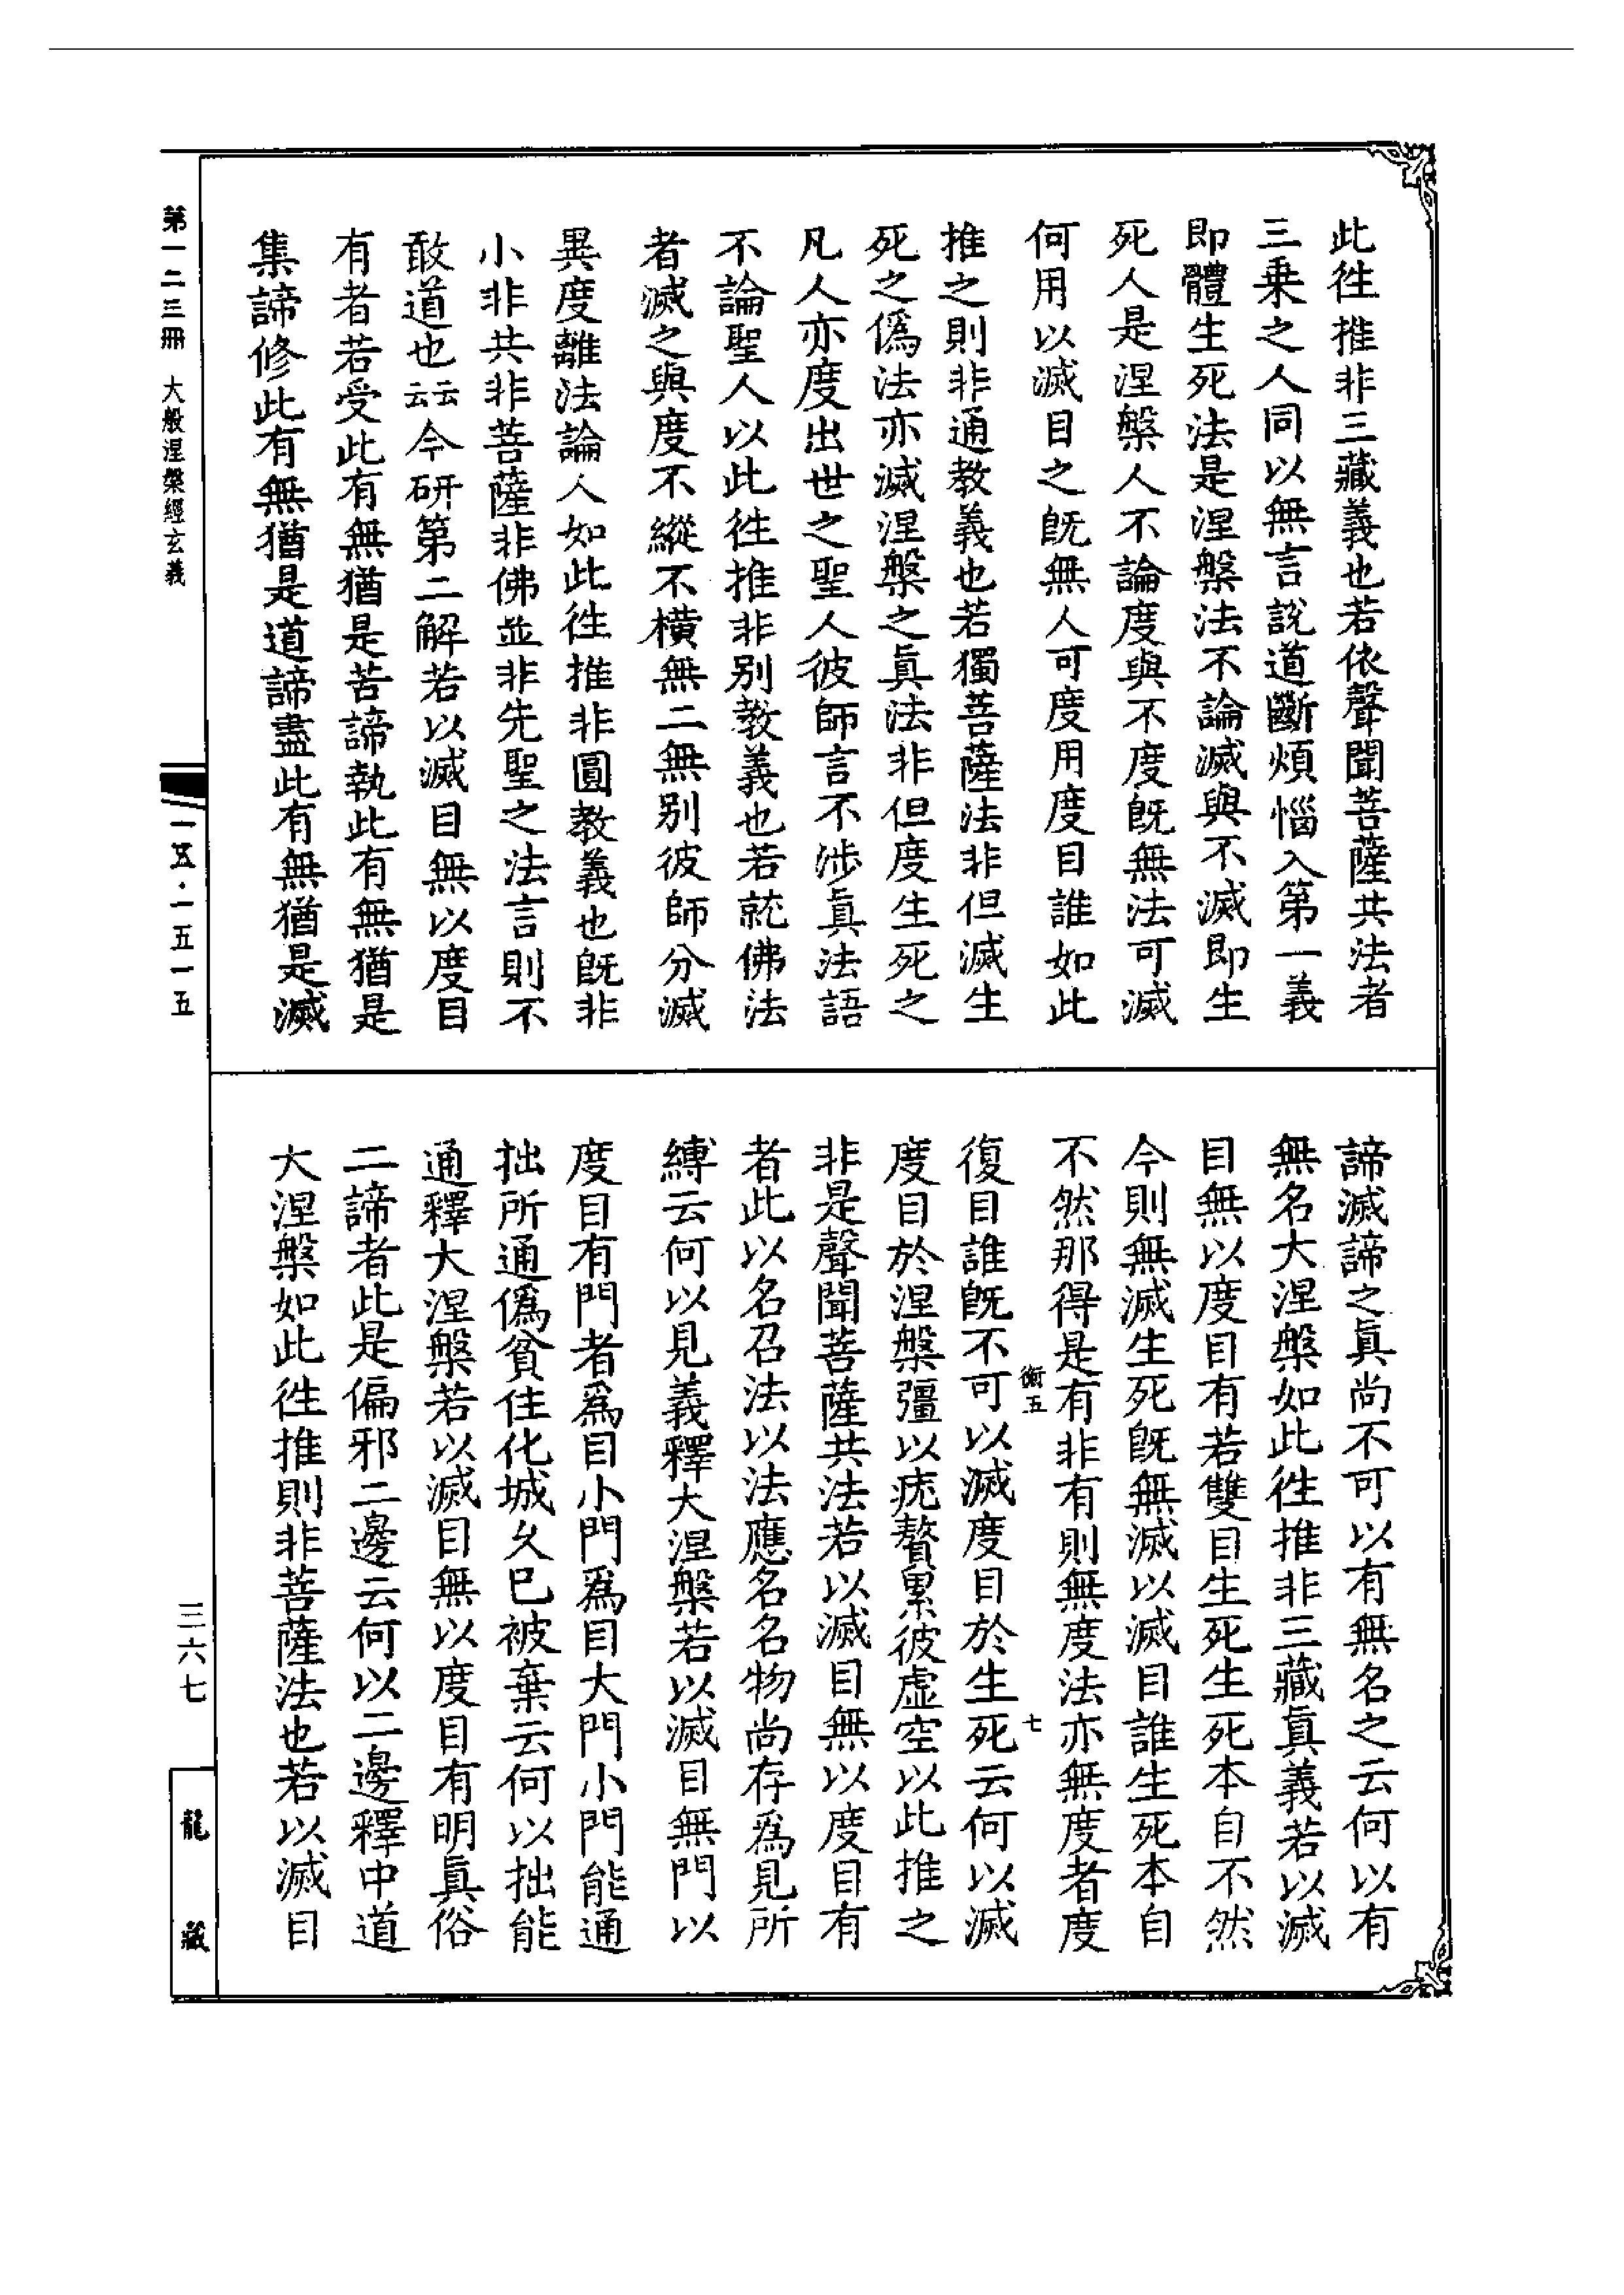 此徃推非三藏義也若依聲聞菩薩共法者
三乗之人同以無言說道斷煩惱入第一義
即體生死法是涅槃法不論滅與不滅即生
死人是涅槃人不論度與不度旣無法可滅
何用以滅目之旣無人可度用度目誰如此
推之則非通教義也若獨菩薩法非但滅生
死之僞法亦滅涅槃之眞法非但度生死之
凡人亦度出世之聖人彼師言不涉眞法語
不論聖人以此徃推非别教義也若就佛法
者滅之與度不縱不橫無二無别彼師分滅
異度離法論人如此徃推非圓教義也旣非
小非共非菩薩非佛並非先聖之法言則不
敢道也云云今研第二解若以滅目無以度目
有者若受此有無猶是苦諦執此有無猶是
集諦修此有無猶是道諦盡此有無猶是滅
諦滅諦之眞尚不可以有無名之云何以有
無名大涅槃如此徃推非三藏眞義若以滅
目無以度目有若雙目生死生死本自不然
今則無滅生死旣無滅以滅目誰生死本自
不然那得是有非有則無度法亦無度者度
衡五 七
復目誰旣不可以滅度目於生死云何以滅
度目於涅槃彊以疣贅累彼虛空以此推之
非是聲聞菩薩共法若以滅目無以度目有
者此以名召法以法應名名物尚存爲見所
縛云何以見義釋大涅槃若以滅目無門以
度目有門者爲目小門爲目大門小門能通
拙所通僞貧住化城久巳被棄云何以拙能
通釋大涅槃若以滅目無以度目有明眞俗
二諦者此是偏邪二邊云何以二邊釋中道
大涅槃如此徃推則非菩薩法也若以滅目
第一二三冊 大般涅槃經玄義
一五·一五一五
三六七
龍藏